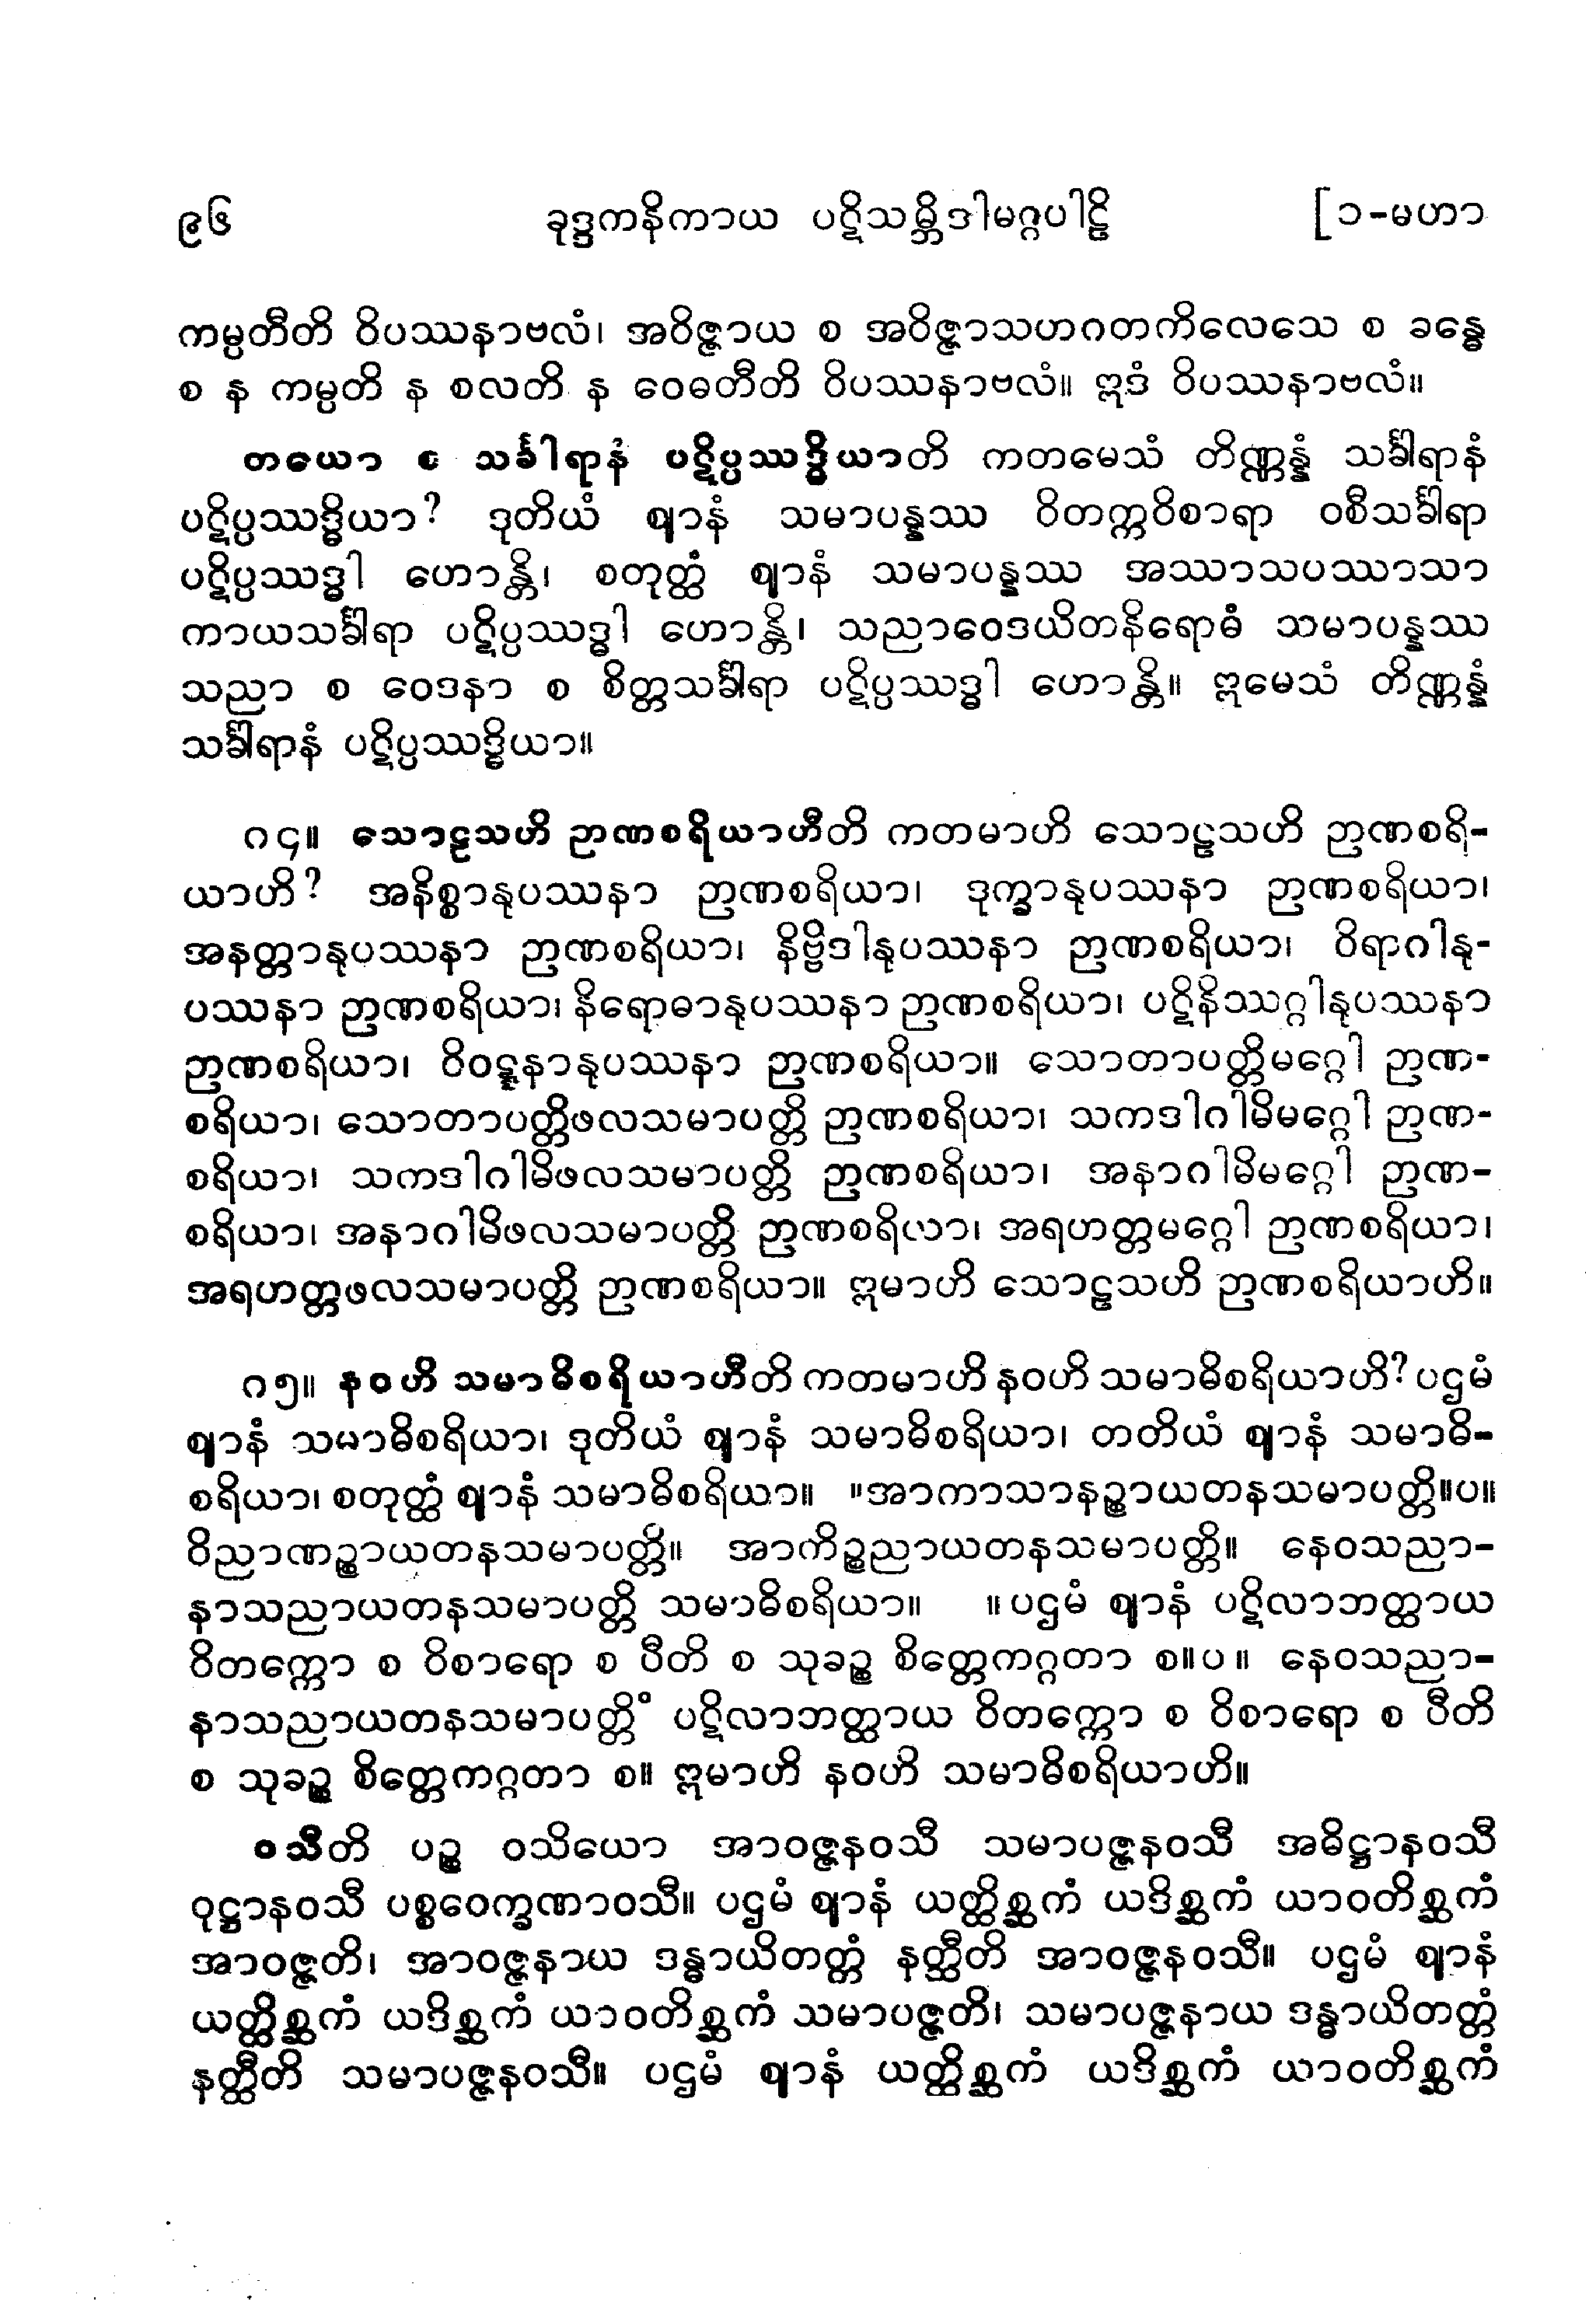 ၉၆ ခုဒ္ဒကနိကာယ ပဋိသမ္ဘိဒါမဂ္ဂပါဠိ [၁-မဟာ
ကမ္ပတီတိ ဝိပဿနာဗလံ၊ အဝိဇ္ဇာယ စ အဝိဇ္ဇာသဟဂတကိလေသေ စ ခန္ဓေ
စ န ကမ္ပတိ န စလတိ န ဝေဓတီတိ ဝိပဿနာဗလံ။ ဣဒံ ဝိပဿနာဗလံ။
တယော စ သင်္ခါရာနံ ပဋိပ္ပဿဒ္ဓိယာတိ ကတမေသံ တိဏ္ဏန္နံ သင်္ခါရာနံ
ပဋိပ္ပဿဒ္ဓိယာ? ဒုတိယံ ဈာနံ သမာပန္နဿ ဝိတက္ကဝိစာရာ ဝစီသင်္ခါရာ
ပဋိပ္ပဿဒ္ဓါ ဟောန္တိ၊ စတုတ္ထံ ဈာနံ သမာပန္နဿ အဿာသပဿာသာ
ကာယသင်္ခါရာ ပဋိပ္ပဿဒ္ဓါ ဟောန္တိ၊ သညာဝေဒယိတနိရောဓံ သမာပန္နဿ
သညာ စ ဝေဒနာ စ စိတ္တသင်္ခါရာ ပဋိပ္ပဿဒ္ဓါ ဟောန္တိ။ ဣမေသံ တိဏ္ဏန္နံ
သင်္ခါရာနံ ပဋိပ္ပဿဒ္ဓိယာ။
ဂ၄။ သောဠသဟိ ဉာဏစရိယာဟီတိ ကတမာဟိ သောဠသဟိ ဉာဏစရိ-
ယာဟိ? အနိစ္စာနုပဿနာ ဉာဏစရိယာ၊ ဒုက္ခာနုပဿနာ ဉာဏစရိယာ၊
အနတ္တာနုပဿနာ ဉာဏစရိယာ၊ နိဗ္ဗိဒါနုပဿနာ ဉာဏစရိယာ၊ ဝိရာဂါနု-
ပဿနာ ဉာဏစရိယာ၊ နိရောဓာနုပဿနာ ဉာဏစရိယာ၊ ပဋိနိဿဂ္ဂါနုပဿနာ
ဉာဏစရိယာ၊ ဝိဝဋ္ဋနာနုပဿနာ ဉာဏစရိယာ။ သောတာပတ္တိမဂ္ဂေါ ဉာဏ-
စရိယာ၊ သောတာပတ္တိဖလသမာပတ္တိ ဉာဏစရိယာ၊ သကဒါဂါမိမဂ္ဂေါ ဉာဏ-
စရိယာ၊ သကဒါဂါမိဖလသမာပတ္တိ ဉာဏစရိယာ၊ အနာဂါမိမဂ္ဂေါ ဉာဏ-
စရိယာ၊ အနာဂါမိဖလသမာပတ္တိ ဉာဏစရိယာ၊ အရဟတ္တမဂ္ဂေါ ဉာဏစရိယာ၊
အရဟတ္တဖလသမာပတ္တိ ဉာဏစရိယာ။ ဣမာဟိ သောဠသဟိ ဉာဏစရိယာဟိ။
ဂ၅။ နဝဟိ သမာဓိစရိယာဟီတိ ကတမာဟိ နဝဟိ သမာဓိစရိယာဟိ? ပဌမံ
ဈာနံ သမာဓိစရိယာ၊ ဒုတိယံ ဈာနံ သမာဓိစရိယာ၊ တတိယံ ဈာနံ သမာဓိ-
စရိယာ၊ စတုတ္ထံ ဈာနံ သမာဓိစရိယာ။ ။အာကာသာနဉ္စာယတနသမာပတ္တိ။ပ။
ဝိညာဏဉ္စာယတနသမာပတ္တိ။ အာကိဉ္စညာယတနသမာပတ္တိ။ နေဝသညာ-
နာသညာယတနသမာပတ္တိ သမာဓိစရိယာ။ ။ပဌမံ ဈာနံ ပဋိလာဘတ္ထာယ
ဝိတက္ကော စ ဝိစာရော စ ပီတိ စ သုခဉ္စ စိတ္တေကဂ္ဂတာ စ။ပ။ နေဝသညာ-
နာသညာယတနသမာပတ္တိံ ပဋိလာဘတ္ထာယ ဝိတက္ကော စ ဝိစာရော စ ပီတိ
စ သုခဉ္စ စိတ္တေကဂ္ဂတာ စ။ ဣမာဟိ နဝဟိ သမာဓိစရိယာဟိ။
ဝသီတိ ပဉ္စ ဝသိယော အာဝဇ္ဇနဝသီ သမာပဇ္ဇနဝသီ အဓိဋ္ဌာနဝသီ
ဝုဋ္ဌာနဝသီ ပစ္စဝေက္ခဏာဝသီ။ ပဌမံ ဈာနံ ယတ္ထိစ္ဆကံ ယဒိစ္ဆကံ ယာဝတိစ္ဆကံ
အာဝဇ္ဇတိ၊ အာဝဇ္ဇနာယ ဒန္ဓာယိတတ္တံ နတ္ထီတိ အာဝဇ္ဇနဝသီ။ ပဌမံ ဈာနံ
ယတ္ထိစ္ဆကံ ယဒိစ္ဆကံ ယာဝတိစ္ဆကံ သမာပဇ္ဇတိ၊ သမာပဇ္ဇနာယ ဒန္ဓာယိတတ္တံ
နတ္ထီတိ သမာပဇ္ဇနဝသီ။ ပဌမံ ဈာနံ ယတ္ထိစ္ဆကံ ယဒိစ္ဆကံ ယာဝတိစ္ဆကံ